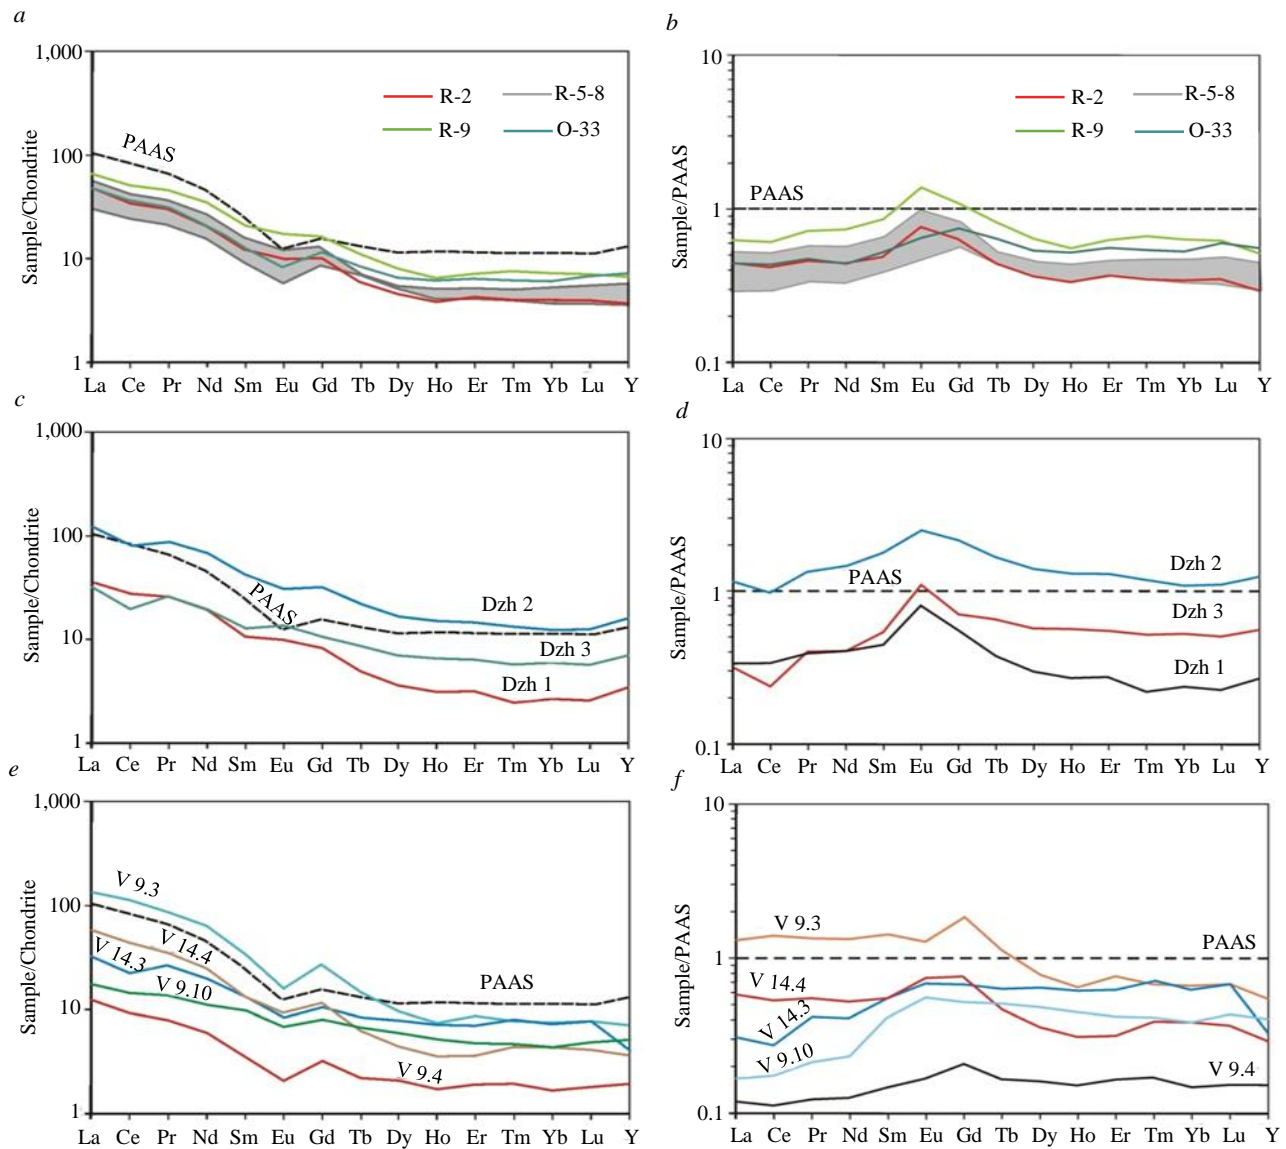 a
1,000
100
10
1
Sample/Chondrite
PAAS
R-2
R-5-8
R-9
O-33
La Ce Pr Nd Sm Eu Gd Tb Dy Ho Er Tm Yb Lu Y
b
10
1
0.1
Sample/PAAS
PAAS
R-2
R-5-8
R-9
O-33
La Ce Pr Nd Sm Eu Gd Tb Dy Ho Er Tm Yb Lu Y
c
1,000
100
10
1
Sample/Chondrite
PAAS
Dzh 2
Dzh 3
Dzh 1
La Ce Pr Nd Sm Eu Gd Tb Dy Ho Er Tm Yb Lu Y
d
10
1
0.1
Sample/PAAS
PAAS
Dzh 2
Dzh 3
Dzh 1
La Ce Pr Nd Sm Eu Gd Tb Dy Ho Er Tm Yb Lu Y
e
1,000
100
10
1
Sample/Chondrite
V 9.3
V 14.4
V 14.3
V 9.10
PAAS
V 9.4
La Ce Pr Nd Sm Eu Gd Tb Dy Ho Er Tm Yb Lu Y
f
10
1
0.1
Sample/PAAS
V 9.3
PAAS
V 14.4
V 14.3
V 9.10
V 9.4
La Ce Pr Nd Sm Eu Gd Tb Dy Ho Er Tm Yb Lu Y